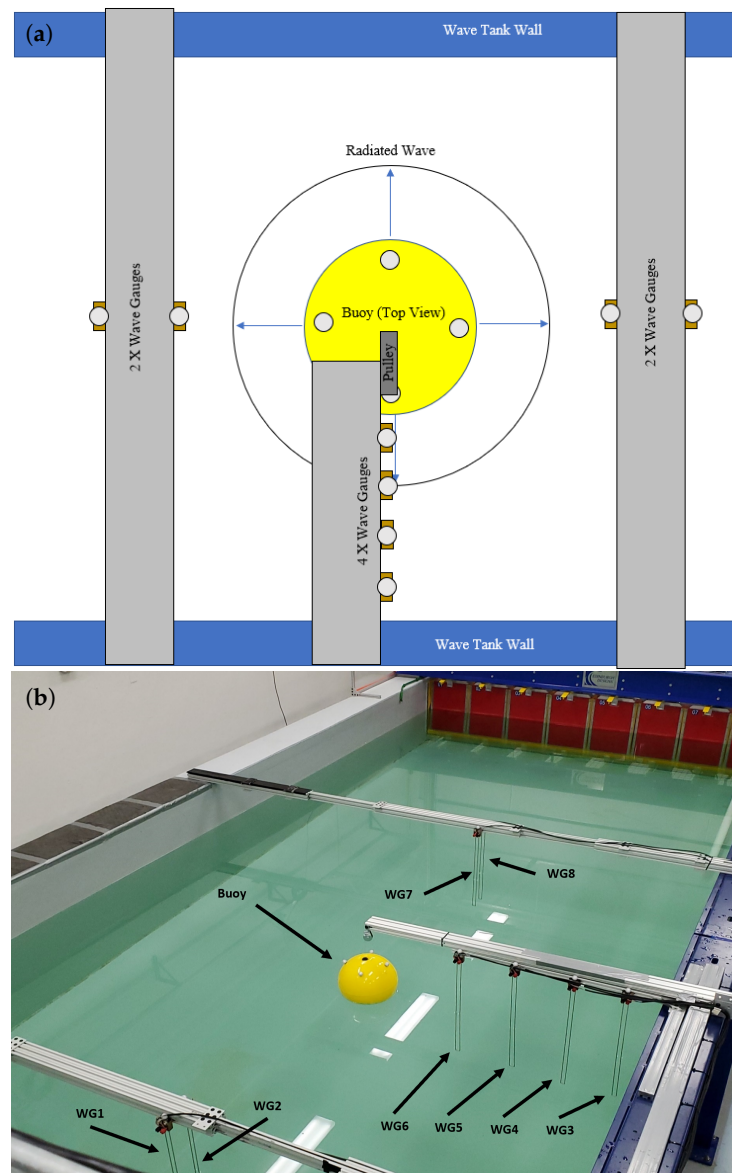 (a)
Wave Tank Wall
Radiated Wave
2 X Wave Gauges
Buoy (Top View)
2 X Wave Gauges
Pulley
4 X Wave Gauges
Wave Tank Wall
(b)
07
WG8
WG7
Buoy
WG6
WG5
WG4
WG3
WG1
WG2